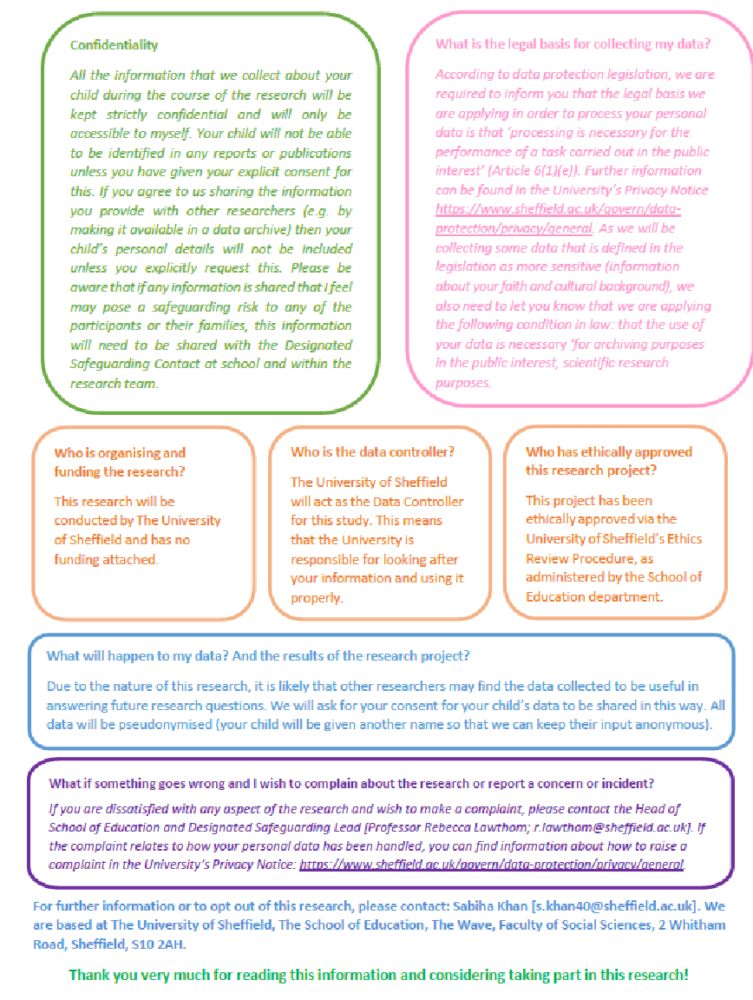 Confidentiality
All the information that we collect about your
child during the course of the research will be
kept strictly confidential and will only be
accessible to myself. Your child will not be able
to be identified in any reports or publications
unless you have given your explicit consent for
this. If you agree to us sharing the information
you provide with other researchers (e.g. by
making it available in a data archive) then your
child's personal details will not be included
unless you explicitly request this. Please be
aware that if any information is shared that I feel
may pose a safeguarding risk to any of the
participants or their families, this information
will need to be shared with the Designated
Safeguarding Contact at school and within the
research team.
What is the legal basis for collecting my data?
According to data protection legislation, we are
required to inform you that the legal basis we
are applying in order to process your personal
data is that 'processing is necessary for the
performance of a task carried out in the public
interest' (Article 6(1)(e)). Further information
can be found in the University's Privacy Notice
https://www.sheffield.ac.uk/govern/data-
protection/privacy/general. As we will be
collecting some data that is defined in the
legislation as more sensitive (information
about your faith and cultural background), we
also need to let you know that we are applying
the following condition in law: that the use of
your data is necessary 'for archiving purposes
in the public interest, scientific research
purposes.
Who is organising and
funding the research?
This research will be
conducted by The University
of Sheffield and has no
funding attached.
Who is the data controller?
The University of Sheffield
will act as the Data Controller
for this study. This means
that the University is
responsible for looking after
your information and using it
properly.
Who has ethically approved
this research project?
This project has been
ethically approved via the
University of Sheffield's Ethics
Review Procedure, as
administered by the School of
Education department.
What will happen to my data? And the results of the research project?
Due to the nature of this research, it is likely that other researchers may find the data collected to be useful in
answering future research questions. We will ask for your consent for your child's data to be shared in this way. All
data will be pseudonymised (your child will be given another name so that we can keep their input anonymous).
What if something goes wrong and I wish to complain about the research or report a concern or incident?
If you are dissatisfied with any aspect of the research and wish to make a complaint, please contact the Head of
School of Education and Designated Safeguarding Lead [Professor Rebecca Lawthom; r.lawthom@sheffield.ac.uk]. If
the complaint relates to how your personal data has been handled, you can find information about how to raise a
complaint in the University's Privacy Notice: https://www.sheffield.ac.uk/govern/data-protection/privacy/general.
For further information or to opt out of this research, please contact: Sabiha Khan [s.khan40@sheffield.ac.uk]. We
are based at The University of Sheffield, The School of Education, The Wave, Faculty of Social Sciences, 2 Whitham
Road, Sheffield, S10 2AH.
Thank you very much for reading this information and considering taking part in this research!